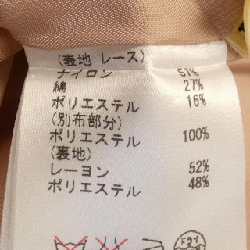 (表地 レース)
ナイロン 57%
綿 27%
ポリエステル 16%
(別布部分)
ポリエステル 100%
(裏地)
レーヨン 52%
ポリエステル 48%